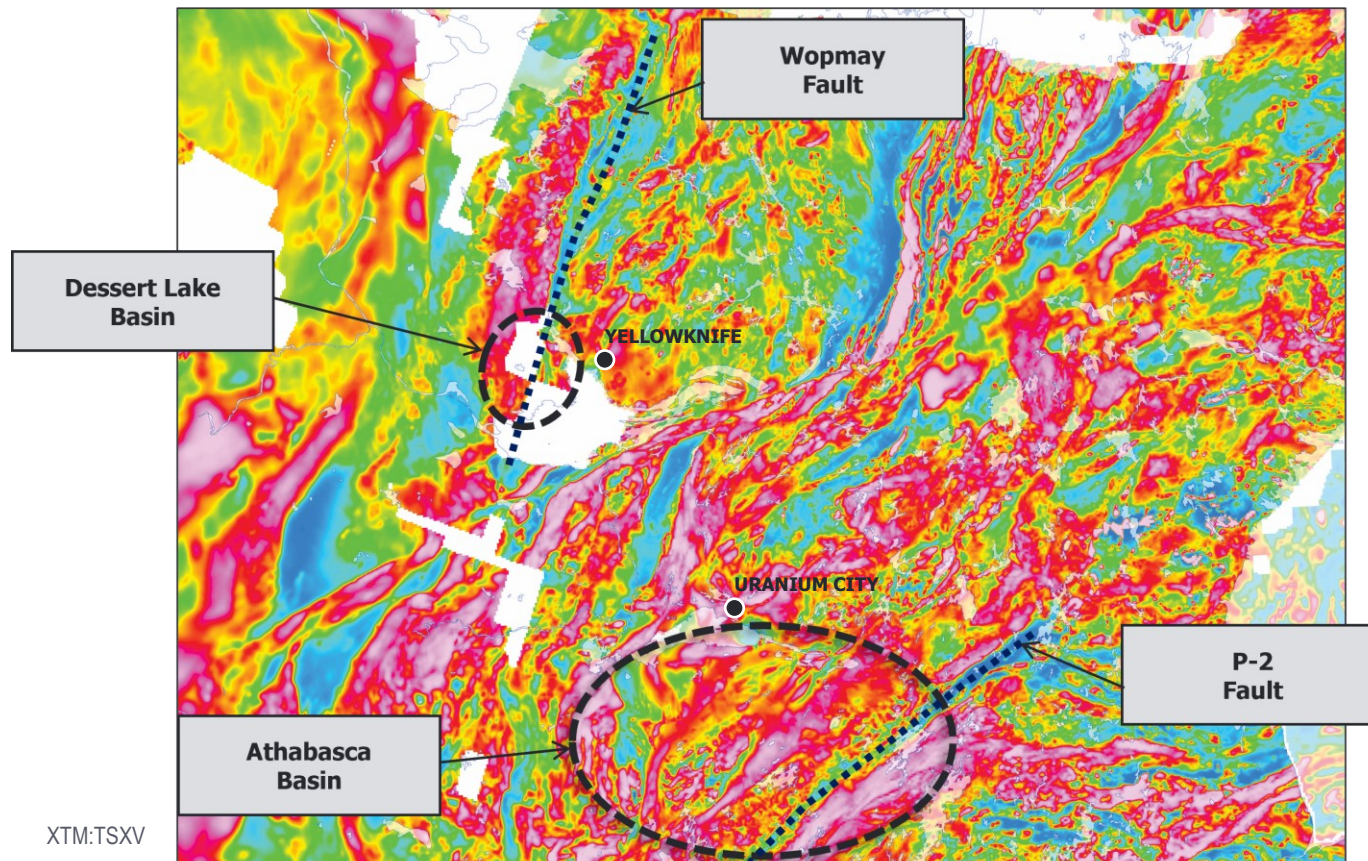 Wopmay
Fault
Dessert Lake
Basin
YELLOWKNIFE
URANIUM CITY
P-2
Fault
Athabasca
Basin
XTM:TSXV